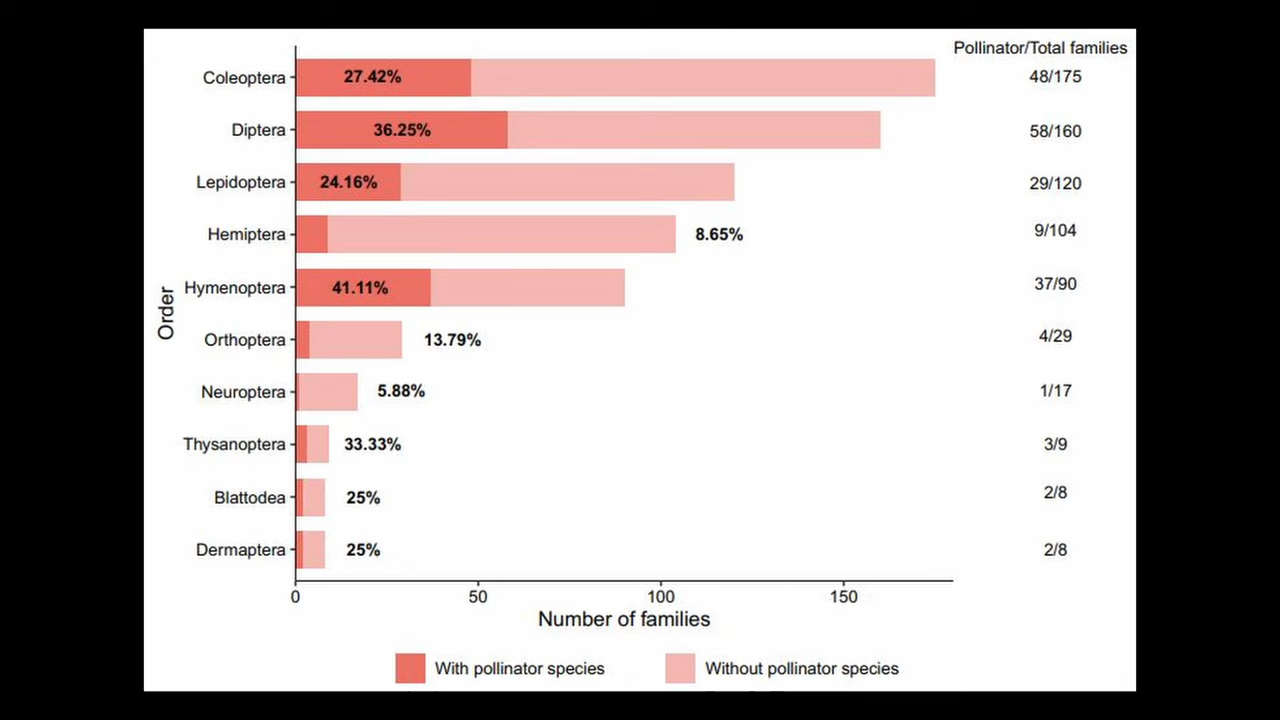 Pollinator/Total families
Coleoptera 27.42% 48/175
Diptera 36.25% 58/160
Lepidoptera 24.16% 29/120
Hemiptera 8.65% 9/104
Hymenoptera 41.11% 37/90
Orthoptera 13.79% 4/29
Neuroptera 5.88% 1/17
Thysanoptera 33.33% 3/9
Blattodea 25% 2/8
Dermaptera 25% 2/8
Order
0 50 100 150
Number of families
With pollinator species Without pollinator species